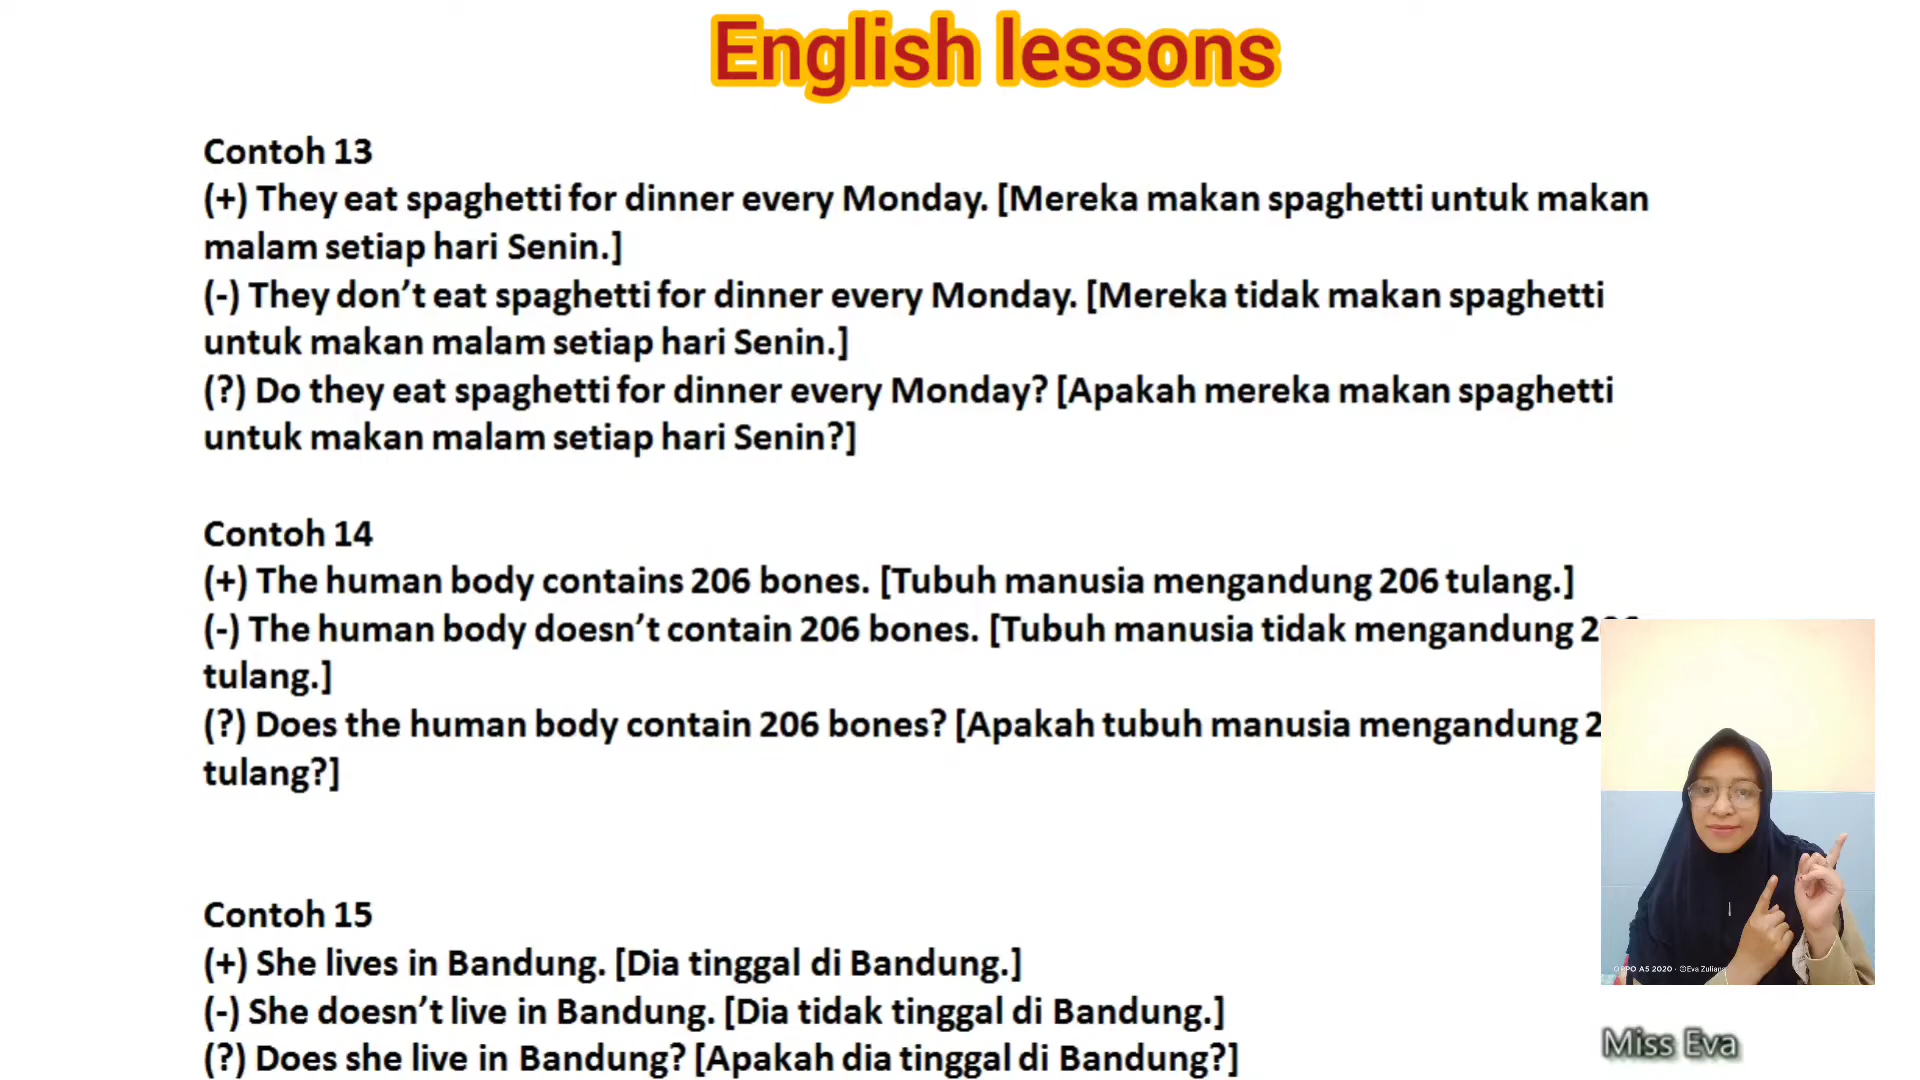 English lessons
Contoh 13
(+) They eat spaghetti for dinner every Monday. [Mereka makan spaghetti untuk makan
malam setiap hari Senin.]
(-) They don’t eat spaghetti for dinner every Monday. [Mereka tidak makan spaghetti
untuk makan malam setiap hari Senin.]
(?) Do they eat spaghetti for dinner every Monday? [Apakah mereka makan spaghetti
untuk makan malam setiap hari Senin?]
Contoh 14
(+) The human body contains 206 bones. [Tubuh manusia mengandung 206 tulang.]
(-) The human body doesn’t contain 206 bones. [Tubuh manusia tidak mengandung
tulang.]
(?) Does the human body contain 206 bones? [Apakah tubuh manusia mengandung
tulang?]
Contoh 15
(+) She lives in Bandung. [Dia tinggal di Bandung.]
(-) She doesn’t live in Bandung. [Dia tidak tinggal di Bandung.]
(?) Does she live in Bandung? [Apakah dia tinggal di Bandung?]
OPPO A5 2020 · ©Eva
Miss Eva